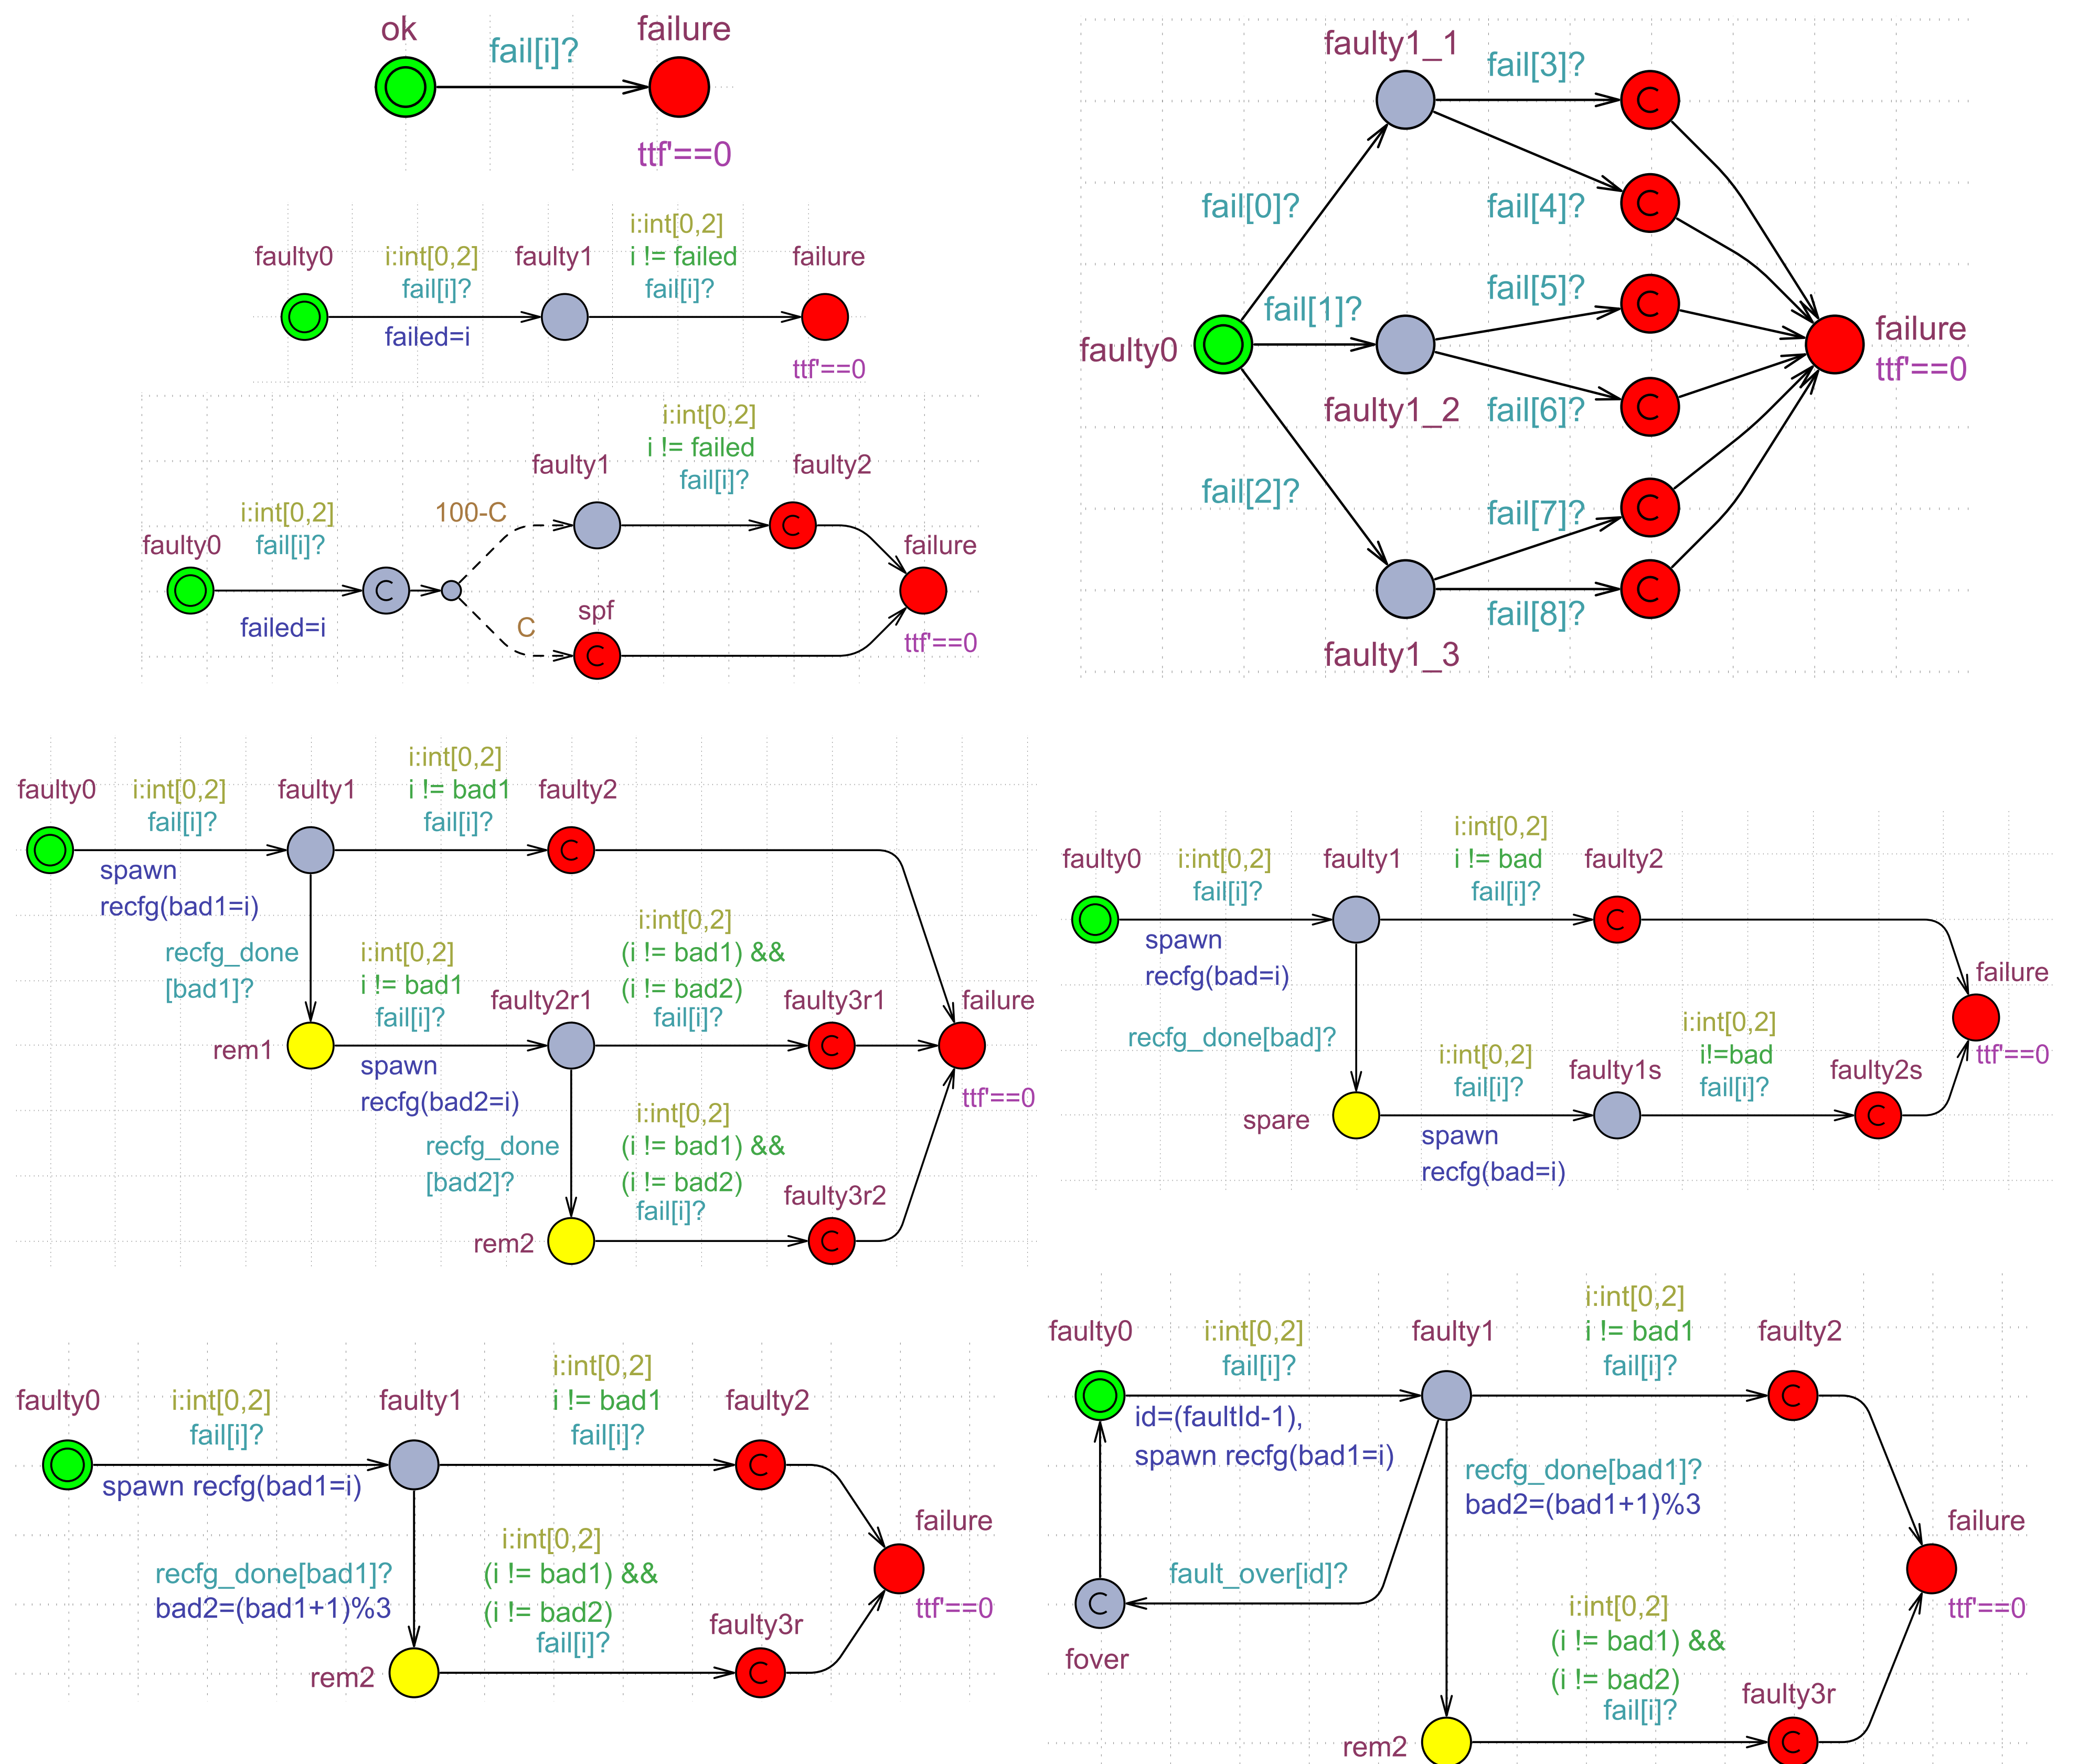 ok
fail[i]?
failure
ttf'==0
faulty0
i:int[0,2]
fail[i]?
failed=i
faulty1
i:int[0,2]
i != failed
fail[i]?
failure
ttf'==0
faulty0
i:int[0,2]
fail[i]?
failed=i
C
100-C
C
faulty1
i:int[0,2]
i != failed
fail[i]?
faulty2
C
spf
C
failure
ttf'==0
faulty0
fail[0]?
fail[1]?
fail[2]?
faulty1_1
faulty1_2
faulty1_3
fail[3]?
C
fail[4]?
C
fail[5]?
C
fail[6]?
C
fail[7]?
C
fail[8]?
C
failure
ttf'==0
faulty0
i:int[0,2]
fail[i]?
spawn
recfg(bad1=i)
faulty1
i:int[0,2]
i != bad1
fail[i]?
faulty2
C
recfg_done
[bad1]?
rem1
i:int[0,2]
i != bad1
fail[i]?
spawn
recfg(bad2=i)
faulty2r1
i:int[0,2]
(i != bad1) &&
(i != bad2)
fail[i]?
faulty3r1
C
failure
ttf'==0
recfg_done
[bad2]?
rem2
i:int[0,2]
(i != bad1) &&
(i != bad2)
fail[i]?
faulty3r2
C
faulty0
i:int[0,2]
fail[i]?
spawn
recfg(bad=i)
faulty1
i:int[0,2]
i != bad
fail[i]?
faulty2
C
recfg_done[bad]?
spare
i:int[0,2]
fail[i]?
spawn
recfg(bad=i)
faulty1s
i:int[0,2]
i!=bad
fail[i]?
faulty2s
C
failure
ttf'==0
faulty0
i:int[0,2]
fail[i]?
spawn recfg(bad1=i)
faulty1
i:int[0,2]
i != bad1
fail[i]?
faulty2
C
recfg_done[bad1]?
bad2=(bad1+1)%3
rem2
i:int[0,2]
(i != bad1) &&
(i != bad2)
fail[i]?
faulty3r
C
failure
ttf'==0
faulty0
i:int[0,2]
fail[i]?
id=(faultId-1),
spawn recfg(bad1=i)
faulty1
i:int[0,2]
i != bad1
fail[i]?
faulty2
C
recfg_done[bad1]?
bad2=(bad1+1)%3
fault_over[id]?
C
fover
rem2
i:int[0,2]
(i != bad1) &&
(i != bad2)
fail[i]?
faulty3r
C
failure
ttf'==0